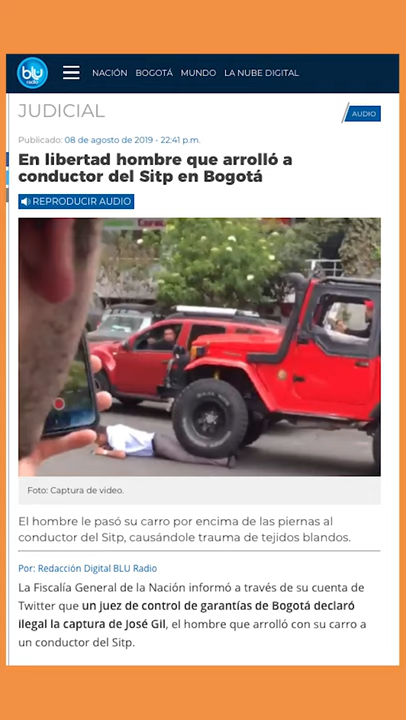 blu
radio
NACIÓN BOGOTÁ MUNDO LA NUBE DIGITAL
JUDICIAL
AUDIO
Publicado: 08 de agosto de 2019 - 22:41 p.m.
En libertad hombre que arrolló a
conductor del Sitp en Bogotá
REPRODUCIR AUDIO
Foto: Captura de video.
El hombre le pasó su carro por encima de las piernas al
conductor del Sitp, causándole trauma de tejidos blandos.
Por: Redacción Digital BLU Radio
La Fiscalía General de la Nación informó a través de su cuenta de
Twitter que un juez de control de garantías de Bogotá declaró
ilegal la captura de José Gil, el hombre que arrolló con su carro a
un conductor del Sitp.